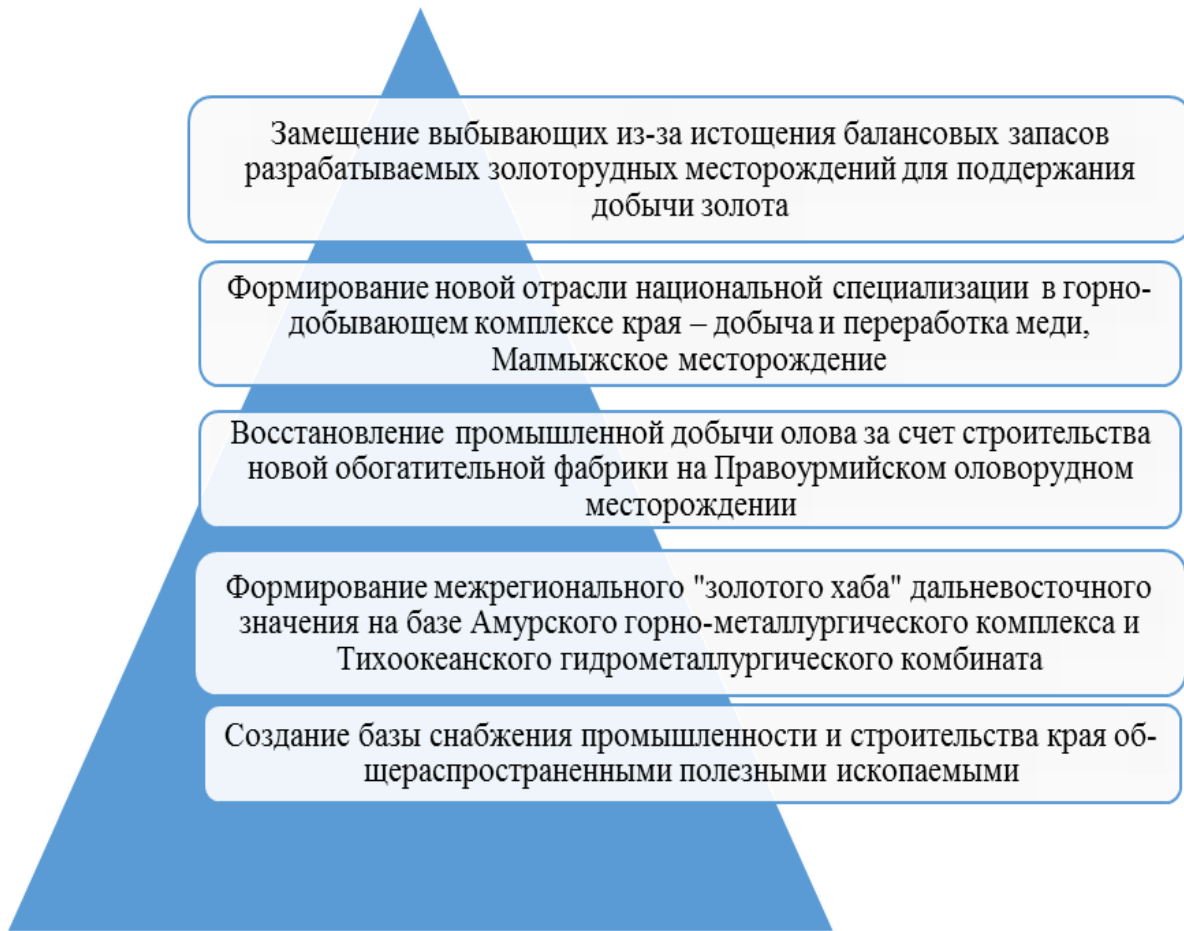 Замещение выбывающих из-за истощения балансовых запасов
разрабатываемых золоторудных месторождений для поддержания
добычи золота
Формирование новой отрасли национальной специализации в горно-
добывающем комплексе края – добыча и переработка меди,
Малмыжское месторождение
Восстановление промышленной добычи олова за счет строительства
новой обогатительной фабрики на Правоурмийском оловорудном
месторождении
Формирование межрегионального "золотого хаба" дальневосточного
значения на базе Амурского горно-металлургического комплекса и
Тихоокеанского гидрометаллургического комбината
Создание базы снабжения промышленности и строительства края об-
щераспространенными полезными ископаемыми